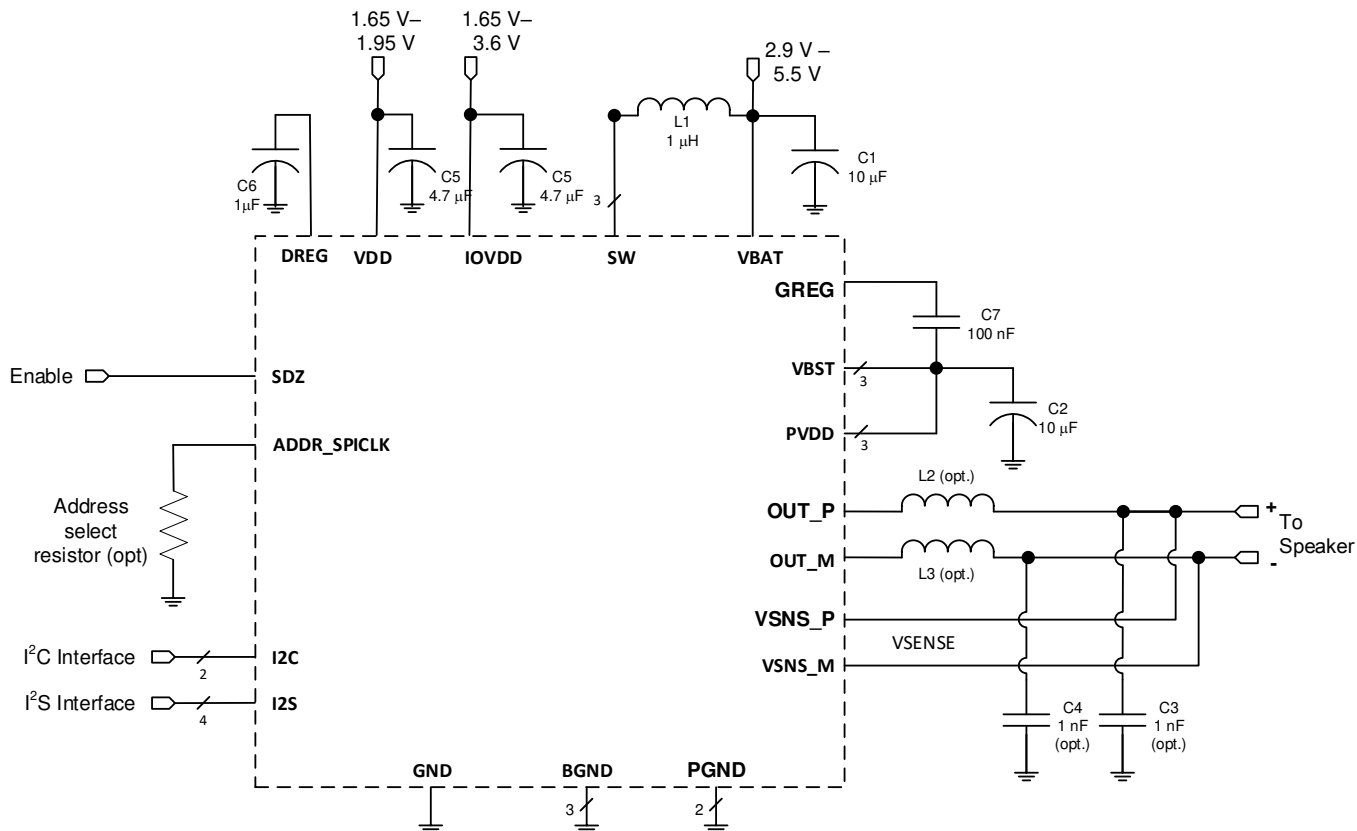 1.65 V–
1.95 V
1.65 V–
3.6 V
2.9 V –
5.5 V
L1
1 μH
C1
10 μF
C6
1μF
C5
4.7 μF
C5
4.7 μF
3
DREG
VDD
IOVDD
SW
VBAT
GREG
C7
100 nF
VBST
3
Enable
SDZ
C2
10 μF
PVDD
3
ADDR_SPICLK
L2 (opt.)
Address
select
resistor (opt)
OUT_P
+
To
Speaker
-
OUT_M
L3 (opt.)
VSNS_P
VSENSE
VSNS_M
I²C Interface
2
I2C
I²S Interface
4
I2S
C4
1 nF
(opt.)
C3
1 nF
(opt.)
GND
BGND
PGND
3
2